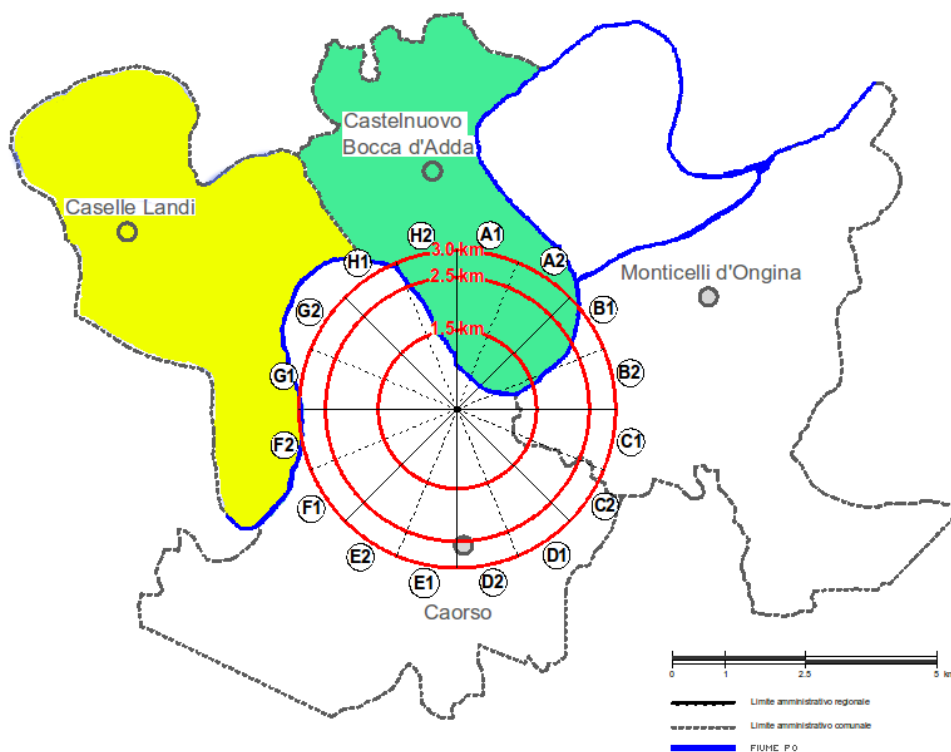 Castelnuovo
Bocca d'Adda
Caselle Landi
H2
A1
3.0 km
H1
A2
Monticelli d'Ongina
2.5 km
G2
B1
1.5 km
G1
B2
F2
C1
F1
C2
E2
D1
E1
D2
Caorso
0
1
2.5
5 km
Limite amministrativo regionale
Limite amministrativo comunale
FIUME PO